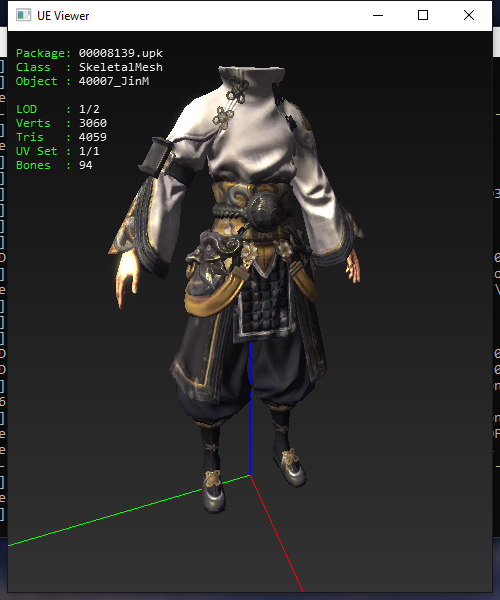 UE Viewer
Package: 00008139.upk
Class : SkeletalMesh
Object : 40007_JinM
LOD : 1/2
Verts : 3060
Tris : 4059
UV Set : 1/1
Bones : 94